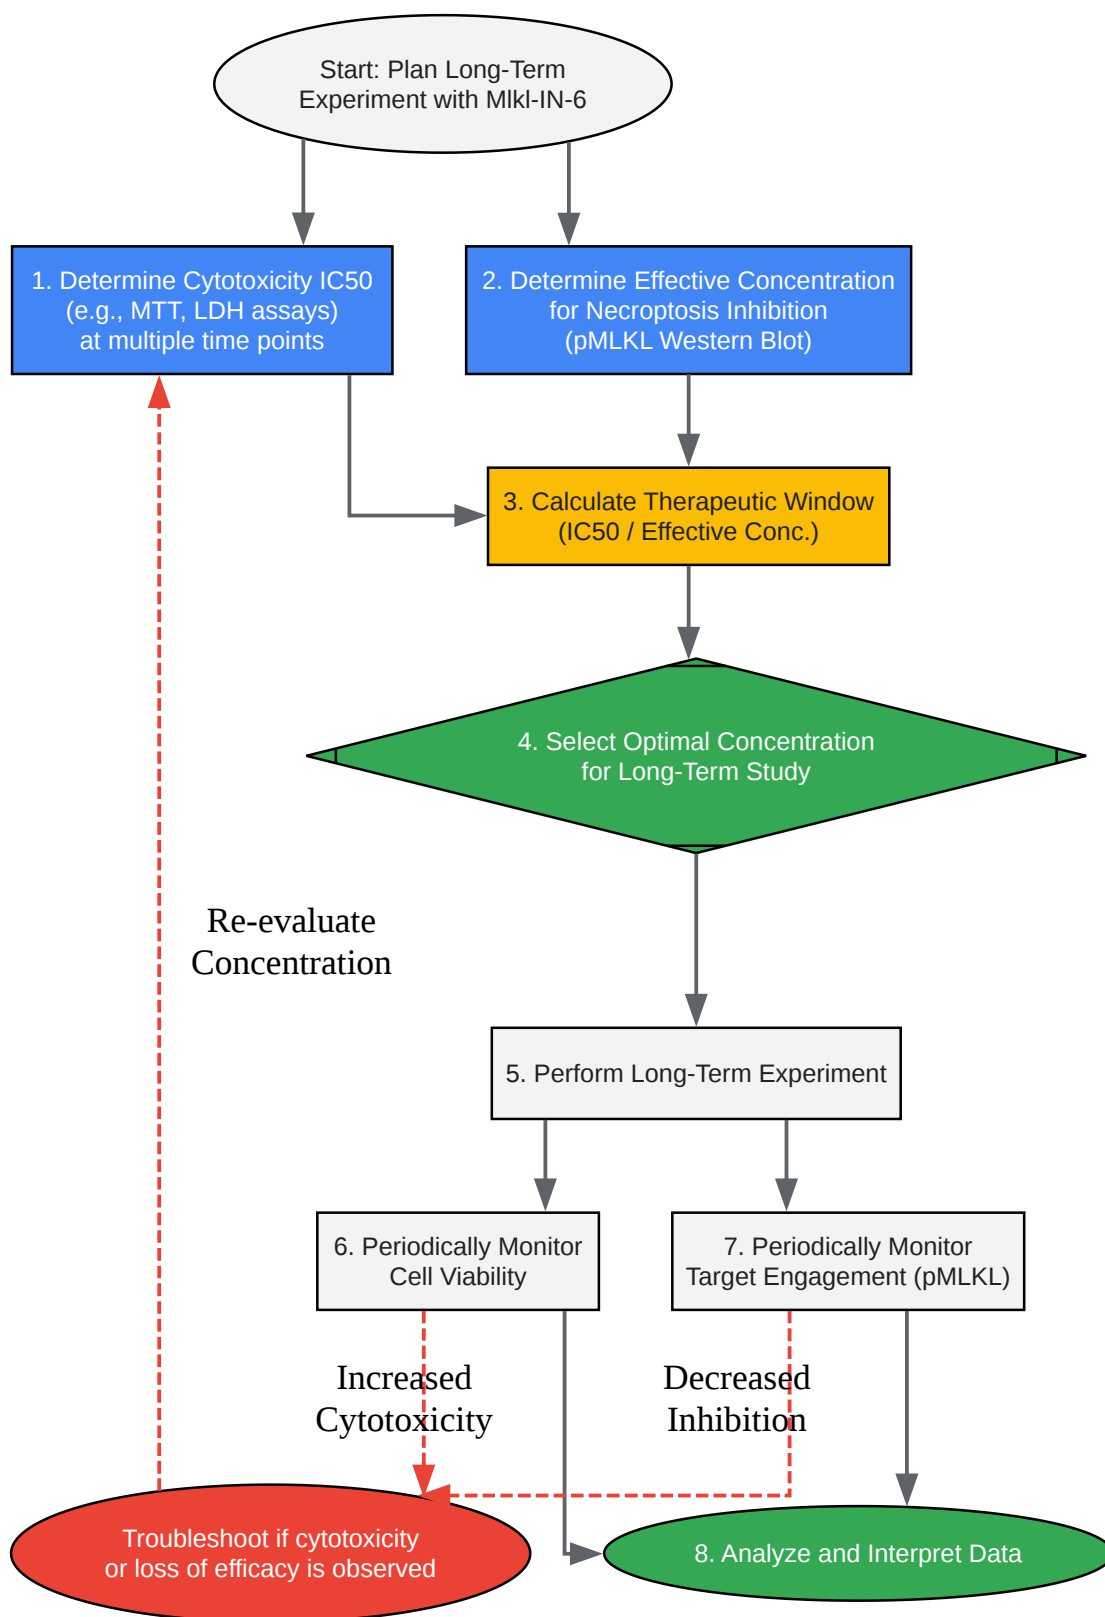 Start: Plan Long-Term
Experiment with Mlkl-IN-6
1. Determine Cytotoxicity IC50
(e.g., MTT, LDH assays)
at multiple time points
2. Determine Effective Concentration
for Necroptosis Inhibition
(pMLKL Western Blot)
3. Calculate Therapeutic Window
(IC50 / Effective Conc.)
4. Select Optimal Concentration
for Long-Term Study
Re-evaluate
Concentration
5. Perform Long-Term Experiment
6. Periodically Monitor
Cell Viability
7. Periodically Monitor
Target Engagement (pMLKL)
Increased
Cytotoxicity
Decreased
Inhibition
Troubleshoot if cytotoxicity
or loss of efficacy is observed
8. Analyze and Interpret Data